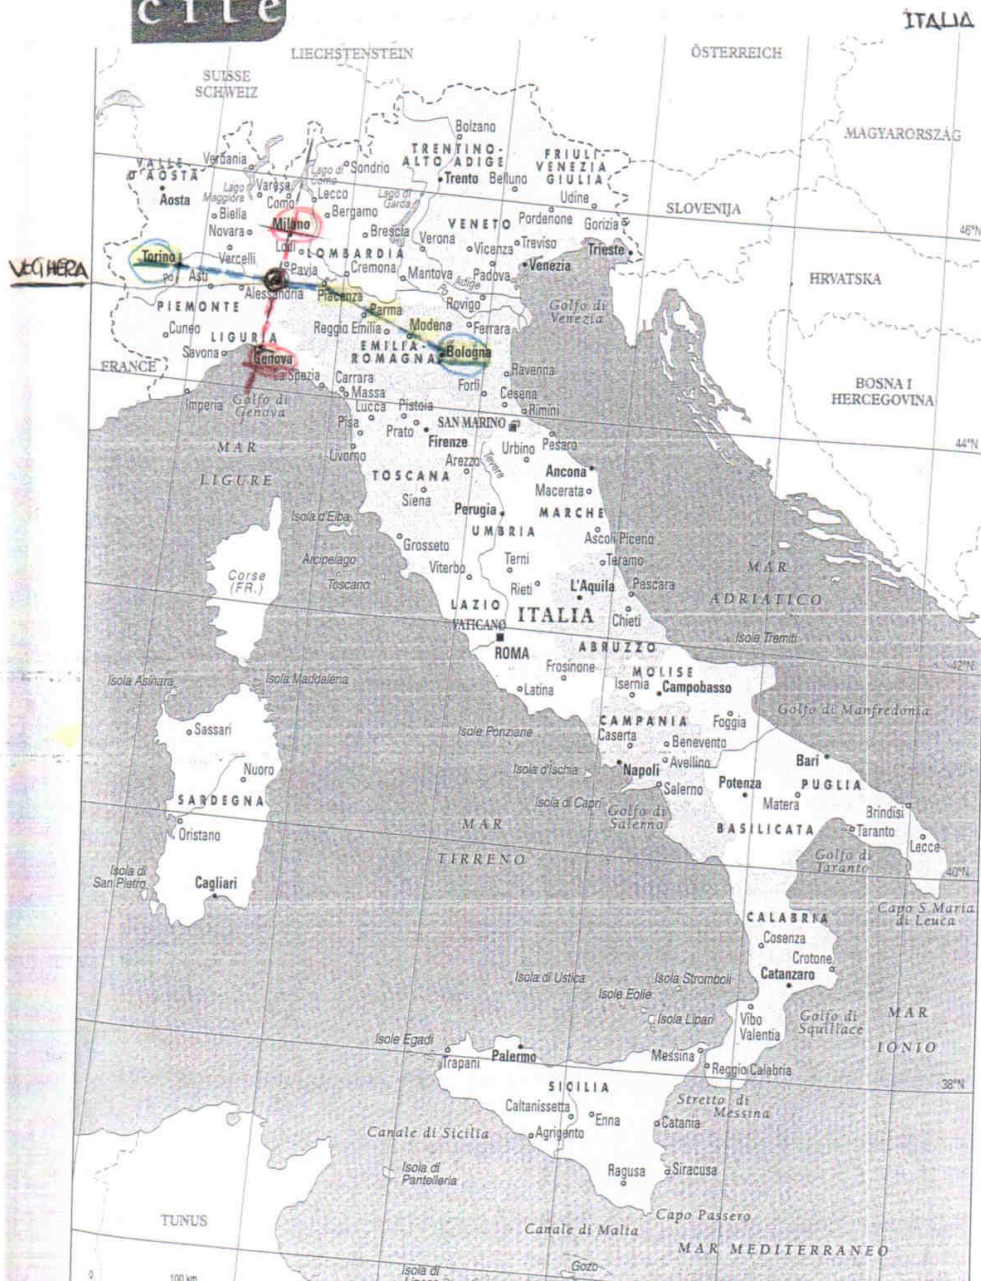 cité
ITALIA
LIECHSTENSTEIN
ÖSTERREICH
SUISSE
SCHWEIZ
MAGYARORSZÁG
Bolzano
TRENTINO-
ALTO ADIGE
FRIULI
VENEZIA
GIULIA
VALLE
D'AOSTA
Verbania
Lago di
Como
Sondrio
Trento
Belluno
Udine
Aosta
Lago
Maggiore
Varese
Como
Lecco
Lago di
Garda
Pordenone
Gorizia
SLOVENIJA
Biella
Milano
Bergamo
VENETO
46°N
Novara
Brescia
Verona
Vicenza
Treviso
Trieste
Vercelli
Lodi
LOMBARDIA
Venezia
VOGHERA
Torino
Pavia
Cremona
Mantova
Padova
HRVATSKA
Po
Asti
Alessandria
Piacenza
Po
Adige
Rovigo
Golfo di
Venezia
PIEMONTE
Parma
Cuneo
Reggio Emilia
Modena
Ferrara
LIGURIA
EMILIA-
ROMAGNA
Bologna
Savona
Genova
FRANCE
La Spezia
Carrara
Massa
Forlí
Ravenna
Cesena
BOSNA I
HERCEGOVINA
Imperia
Golfo di
Genova
Lucca
Pistoia
Rimini
Pisa
Prato
SAN MARINO
MAR
LIGURE
Firenze
Urbino
Pesaro
44°N
Livorno
Arezzo
Tevere
TOSCANA
Ancona
Siena
Macerata
Perugia
MARCHE
Isola d'Elba
UMBRIA
Grosseto
Ascoli Piceno
Arcipelago
Toscano
Terni
Teramo
MAR
ADRIATICO
Corse
(FR.)
Viterbo
Rieti
L'Aquila
Pescara
LAZIO
ITALIA
Chieti
VATICANO
Isole Tremiti
ROMA
ABRUZZO
42°N
Isola Asinara
Isola Maddalena
Frosinone
MOLISE
Isernia
Campobasso
Latina
Golfo di Manfredonia
Sassari
Isole Ponziane
CAMPANIA
Foggia
Caserta
Benevento
Nuoro
Isola d'Ischia
Napoli
Avellino
Bari
Salerno
Potenza
PUGLIA
SARDEGNA
Isola di Capri
Matera
Brindisi
Oristano
MAR
TIRRENO
Golfo di
Salerno
BASILICATA
Taranto
Lecce
Isola di
San Pietro
Golfo di
Taranto
40°N
Cagliari
Capo S.Maria
di Leuca
CALABRIA
Cosenza
Crotone
Isola di Ustica
Isola Stromboli
Catanzaro
Isole Eolie
Isola Lipari
Vibo
Valentia
Golfo di
Squillace
MAR
IONIO
Isole Egadi
Palermo
Messina
Trapani
Reggio Calabria
38°N
SICILIA
Stretto di
Messina
Caltanissetta
Enna
Catania
Canale di Sicilia
Agrigento
Isola di
Pantelleria
Ragusa
Siracusa
TUNUS
Capo Passero
Canale di Malta
MAR MEDITERRANEO
Gozo
0
100 km
Isola di